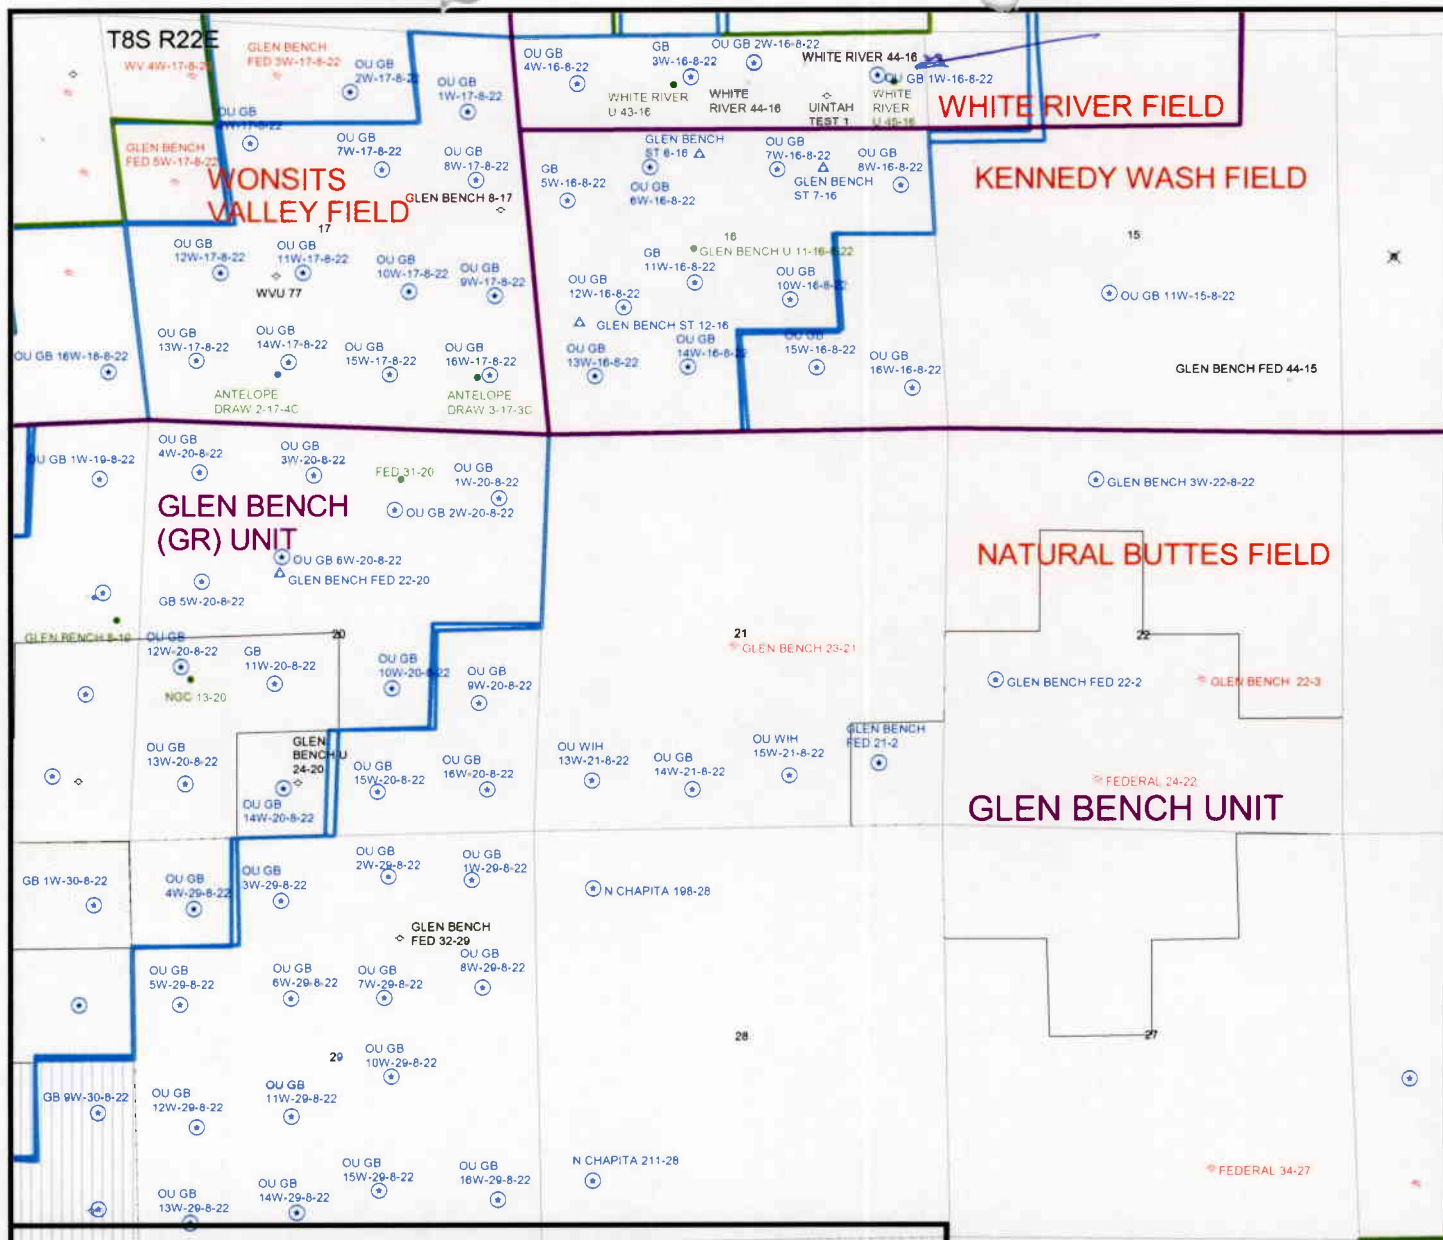 T8S R22E
WV 4W-17-8-22
GLEN BENCH
FED 3W-17-8-22
OU GB
2W-17-8-22
OU GB
1W-17-8-22
OU GB
4W-16-8-22
GB
3W-16-8-22
OU GB 2W-16-8-22
WHITE RIVER 44-16
OU GB 1W-16-8-22
WHITE RIVER
U 43-16
WHITE
RIVER 44-16
UINTAH
TEST 1
WHITE
RIVER
U 45-16
WHITE RIVER FIELD
OU GB
GLEN BENCH
FED 5W-17-8-22
OU GB
7W-17-8-22
OU GB
8W-17-8-22
WONSITS
VALLEY FIELD
GLEN BENCH 8-17
17
GB
5W-16-8-22
GLEN BENCH
ST 6-16
OU GB
6W-16-8-22
OU GB
7W-16-8-22
GLEN BENCH
ST 7-16
OU GB
8W-16-8-22
KENNEDY WASH FIELD
OU GB
12W-17-8-22
OU GB
11W-17-8-22
WVU 77
OU GB
10W-17-8-22
OU GB
9W-17-8-22
16
GLEN BENCH U 11-16-8-22
GB
11W-16-8-22
OU GB
12W-16-8-22
OU GB
10W-16-8-22
15
OU GB 11W-15-8-22
GLEN BENCH ST 12-16
OU GB 16W-18-8-22
OU GB
13W-17-8-22
OU GB
14W-17-8-22
OU GB
15W-17-8-22
OU GB
16W-17-8-22
OU GB
13W-16-8-22
OU GB
14W-16-8-22
OU GB
15W-16-8-22
OU GB
16W-16-8-22
GLEN BENCH FED 44-15
ANTELOPE
DRAW 2-17-4C
ANTELOPE
DRAW 3-17-3C
OU GB 1W-19-8-22
OU GB
4W-20-8-22
OU GB
3W-20-8-22
FED 31-20
OU GB
1W-20-8-22
OU GB 2W-20-8-22
GLEN BENCH 3W-22-8-22
GLEN BENCH
(GR) UNIT
OU GB 6W-20-8-22
GLEN BENCH FED 22-20
GB 5W-20-8-22
NATURAL BUTTES FIELD
GLEN BENCH 8-19
OU GB
12W-20-8-22
20
GB
11W-20-8-22
NGC 13-20
OU GB
10W-20-8-22
OU GB
9W-20-8-22
21
GLEN BENCH 23-21
22
GLEN BENCH FED 22-2
GLEN BENCH 22-3
OU GB
13W-20-8-22
GLEN
BENCH U
24-20
OU GB
14W-20-8-22
OU GB
15W-20-8-22
OU GB
16W-20-8-22
OU WIH
13W-21-8-22
OU GB
14W-21-8-22
OU WIH
15W-21-8-22
GLEN BENCH
FED 21-2
FEDERAL 24-22
GLEN BENCH UNIT
GB 1W-30-8-22
OU GB
4W-29-8-22
OU GB
3W-29-8-22
OU GB
2W-29-8-22
OU GB
1W-29-8-22
N CHAPITA 198-28
GLEN BENCH
FED 32-29
OU GB
5W-29-8-22
OU GB
6W-29-8-22
OU GB
7W-29-8-22
OU GB
8W-29-8-22
28
27
29
OU GB
10W-29-8-22
GB 9W-30-8-22
OU GB
12W-29-8-22
OU GB
11W-29-8-22
OU GB
15W-29-8-22
OU GB
16W-29-8-22
N CHAPITA 211-28
FEDERAL 34-27
OU GB
13W-29-8-22
OU GB
14W-29-8-22